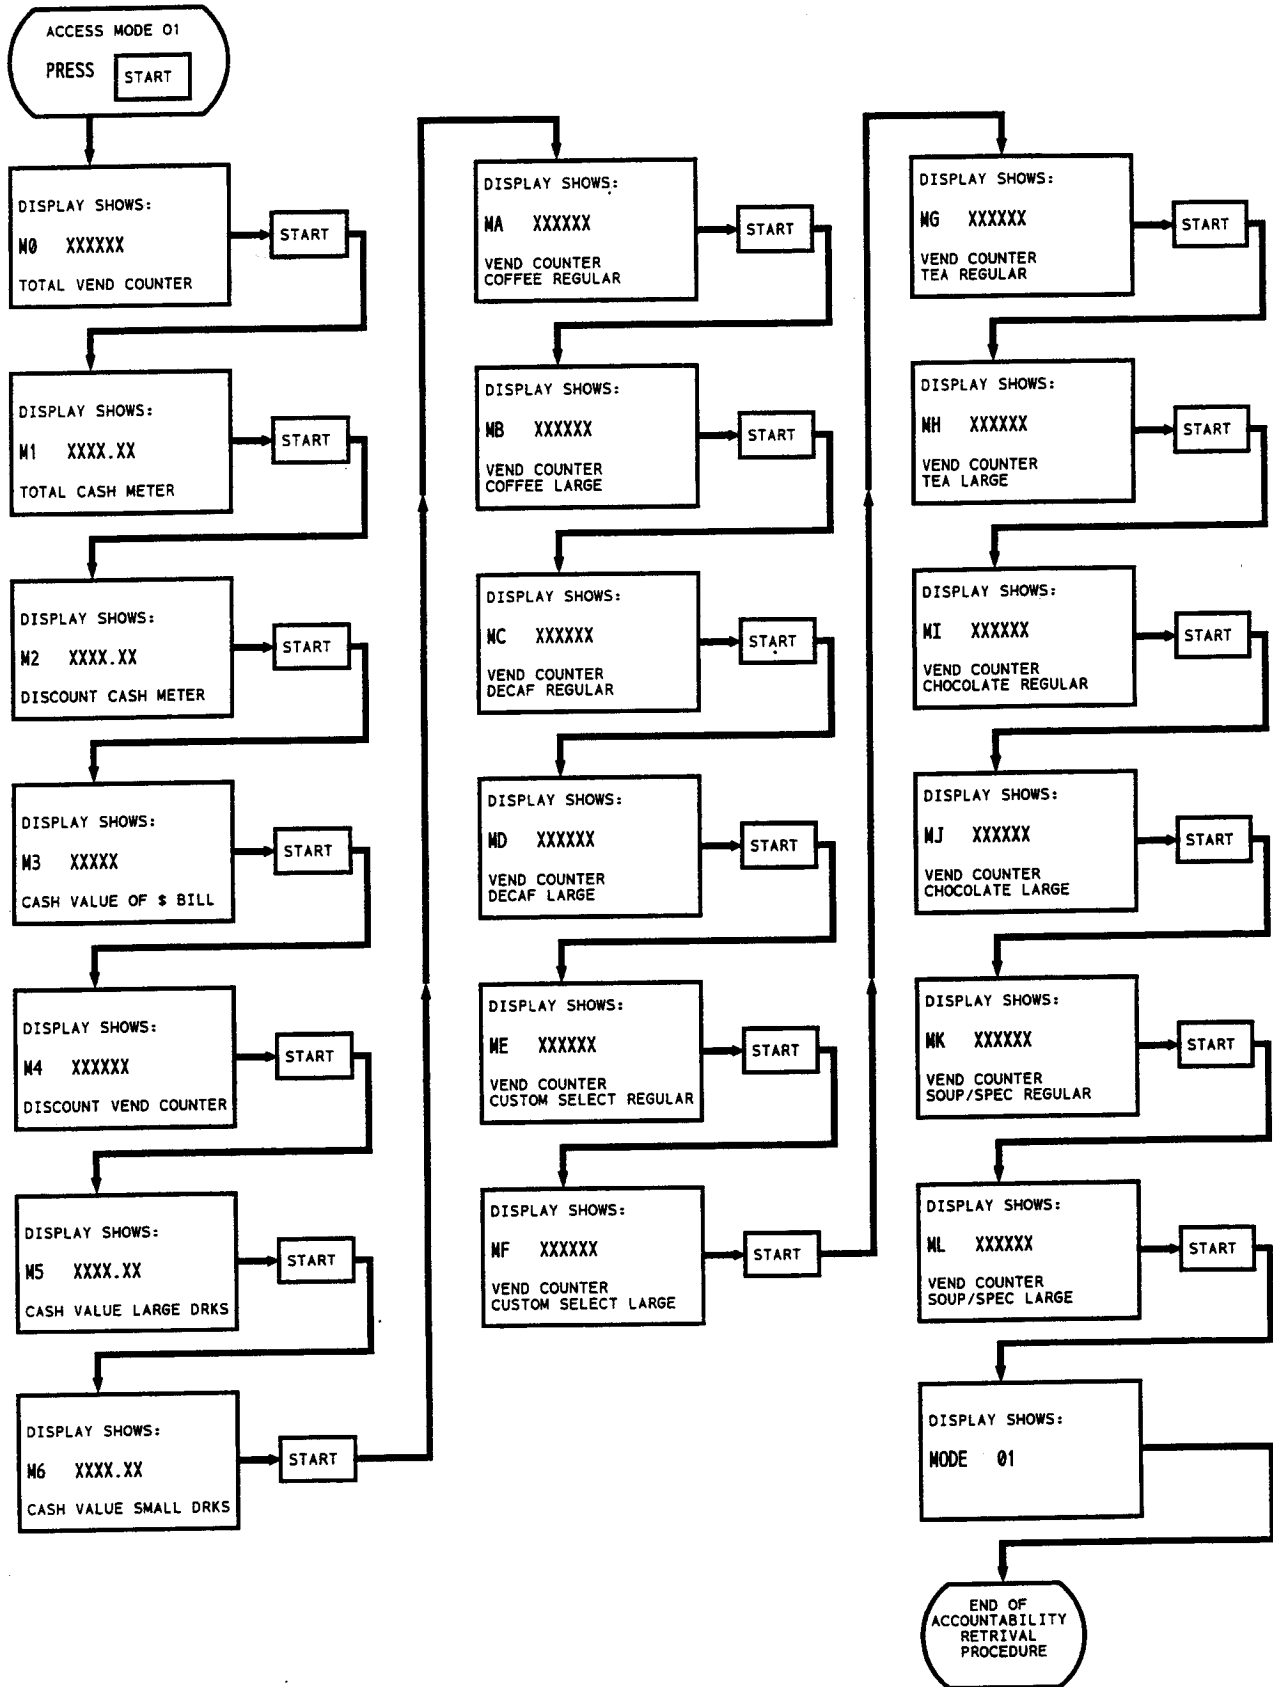 ACCESS MODE 01
PRESS START
DISPLAY SHOWS:
M0 XXXXXX
TOTAL VEND COUNTER
START
DISPLAY SHOWS:
M1 XXXX.XX
TOTAL CASH METER
START
DISPLAY SHOWS:
M2 XXXX.XX
DISCOUNT CASH METER
START
DISPLAY SHOWS:
M3 XXXXX
CASH VALUE OF $ BILL
START
DISPLAY SHOWS:
M4 XXXXXX
DISCOUNT VEND COUNTER
START
DISPLAY SHOWS:
M5 XXXX.XX
CASH VALUE LARGE DRKS
START
DISPLAY SHOWS:
M6 XXXX.XX
CASH VALUE SMALL DRKS
START
DISPLAY SHOWS:
MA XXXXXX
VEND COUNTER
COFFEE REGULAR
START
DISPLAY SHOWS:
MB XXXXXX
VEND COUNTER
COFFEE LARGE
START
DISPLAY SHOWS:
MC XXXXXX
VEND COUNTER
DECAF REGULAR
START
DISPLAY SHOWS:
MD XXXXXX
VEND COUNTER
DECAF LARGE
START
DISPLAY SHOWS:
ME XXXXXX
VEND COUNTER
CUSTOM SELECT REGULAR
START
DISPLAY SHOWS:
MF XXXXXX
VEND COUNTER
CUSTOM SELECT LARGE
START
DISPLAY SHOWS:
MG XXXXXX
VEND COUNTER
TEA REGULAR
START
DISPLAY SHOWS:
MH XXXXXX
VEND COUNTER
TEA LARGE
START
DISPLAY SHOWS:
MI XXXXXX
VEND COUNTER
CHOCOLATE REGULAR
START
DISPLAY SHOWS:
MJ XXXXXX
VEND COUNTER
CHOCOLATE LARGE
START
DISPLAY SHOWS:
MK XXXXXX
VEND COUNTER
SOUP/SPEC REGULAR
START
DISPLAY SHOWS:
ML XXXXXX
VEND COUNTER
SOUP/SPEC LARGE
START
DISPLAY SHOWS:
MODE 01
END OF
ACCOUNTABILITY
RETRIVAL
PROCEDURE